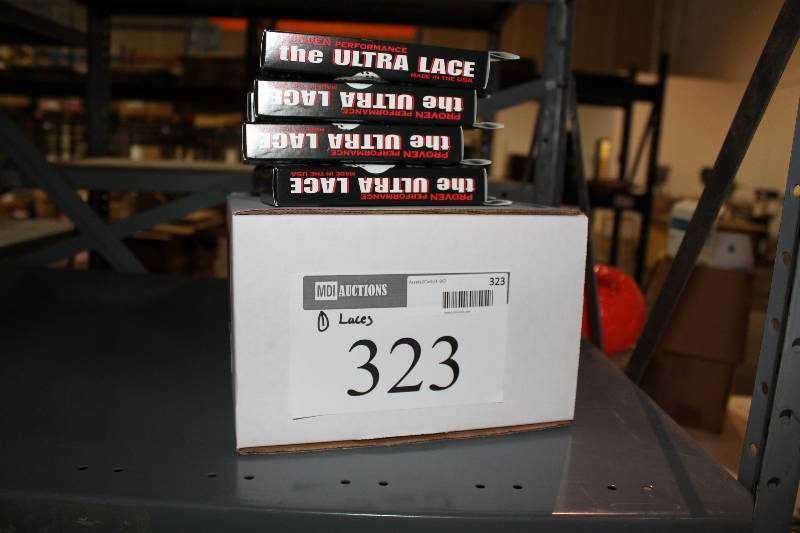 PROVEN PERFORMANCE
the ULTRA LACE
MADE IN THE USA
PROVEN PERFORMANCE
MADE IN THE USA
the ULTRA LACE
PROVEN PERFORMANCE
the ULTRA LACE
the ULTRA LACE
MADE IN THE USA
PROVEN PERFORMANCE
MDI AUCTIONS
323
1 Laces
323